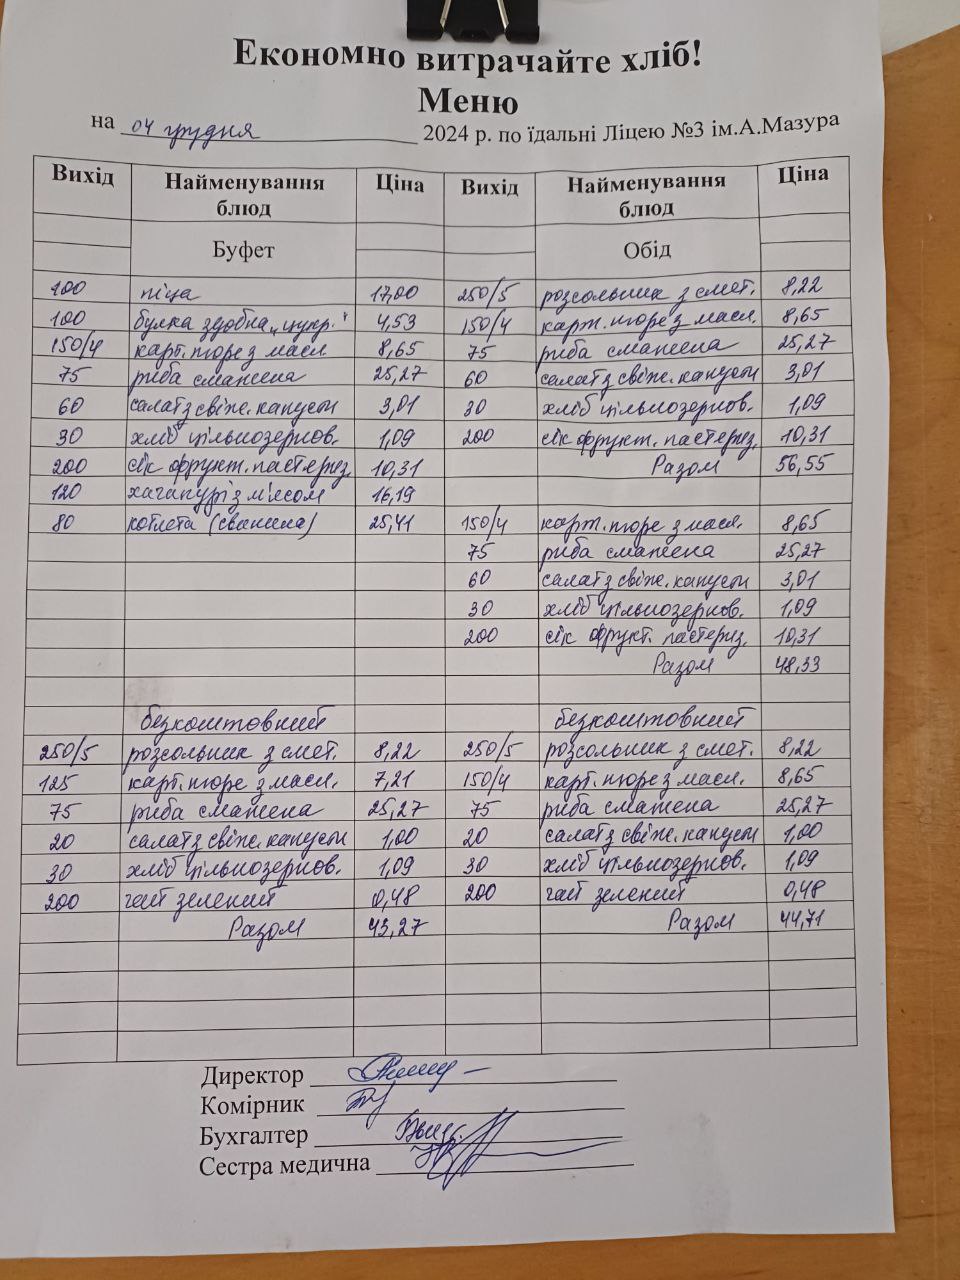 Економно витрачайте хліб!
Меню
на 04 грудня 2024 р. по їдальні Ліцею №3 ім.А.Мазура
Вихід Найменування блюд Ціна Вихід Найменування блюд Ціна
Буфет Обід
100 піца 17,00 250/5 розсольник з смет. 8,22
100 булка здобна „цукр." 4,53 150/4 карт. пюре з масл. 8,65
150/4 карт. пюре з масл 8,65 75 риба смажена 25,27
75 риба смажена 25,27 60 салат з свіж. капусти 3,01
60 салат з свіж. капусти 3,01 30 хліб цільнозернов. 1,09
30 хліб цільнозернов. 1,09 200 сік фрукт. пастериз. 10,31
200 сік фрукт. пастериз. 10,31 Разом 56,55
120 хачапурі з м'ясом 16,19
80 котлета (свинина) 25,41 150/4 карт. пюре з масл. 8,65
75 риба смажена 25,27
60 салат з свіж. капусти 3,01
30 хліб цільнозернов. 1,09
200 сік фрукт. пастериз. 10,31
Разом 48,33
безкоштовний безкоштовний
250/5 розсольник з смет. 8,22 250/5 розсольник з смет. 8,22
125 карт. пюре з масл. 7,21 150/4 карт. пюре з масл. 8,65
75 риба смажена 25,27 75 риба смажена 25,27
20 салат з свіж. капусти 1,00 20 салат з свіж. капусти 1,00
30 хліб цільнозернов. 1,09 30 хліб цільнозернов. 1,09
200 чай зелений 0,48 200 чай зелений 0,48
Разом 43,27 Разом 44,71
Директор
Комірник
Бухгалтер
Сестра медична